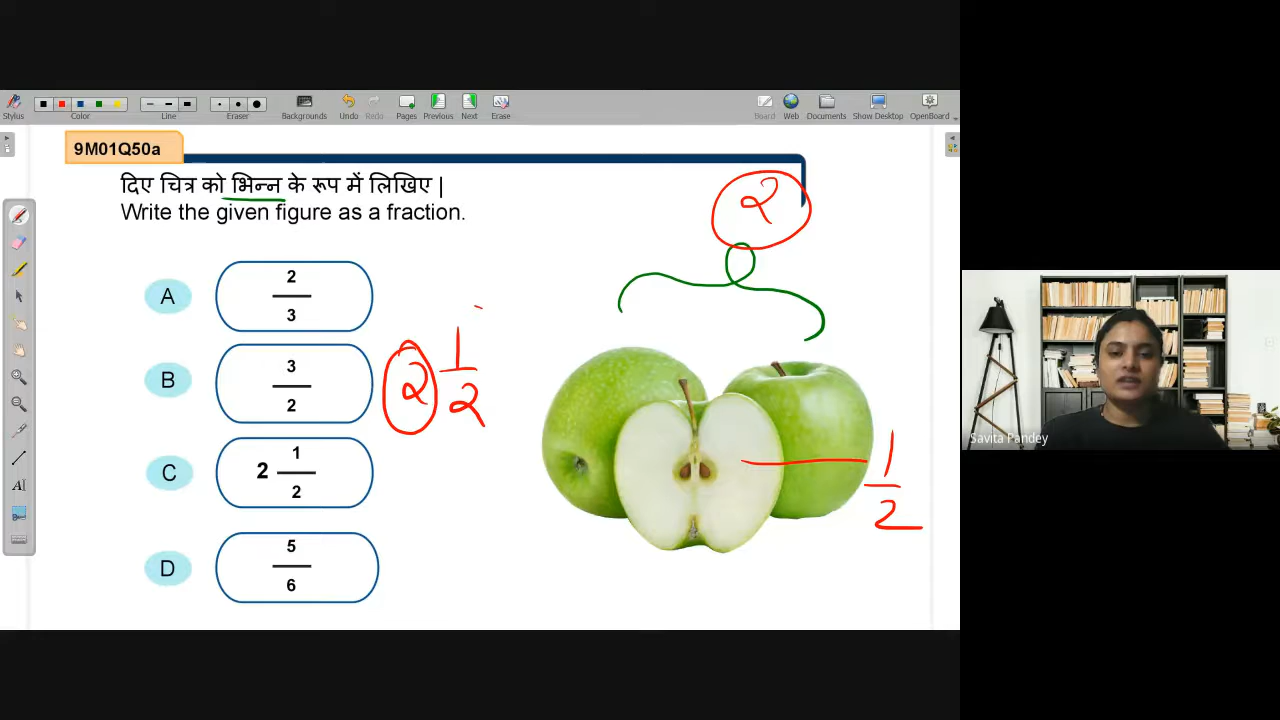 Stylus Color Line Eraser Backgrounds Undo Redo Pages Previous Next Erase Board Web Documents Show Desktop OpenBoard
9M01Q50a
दिए चित्र को भिन्न के रूप में लिखिए |
Write the given figure as a fraction.
२
A
2
3
B
3
2
२ 1
2
C
2 1
2
D
5
6
1
2
Savita Pandey